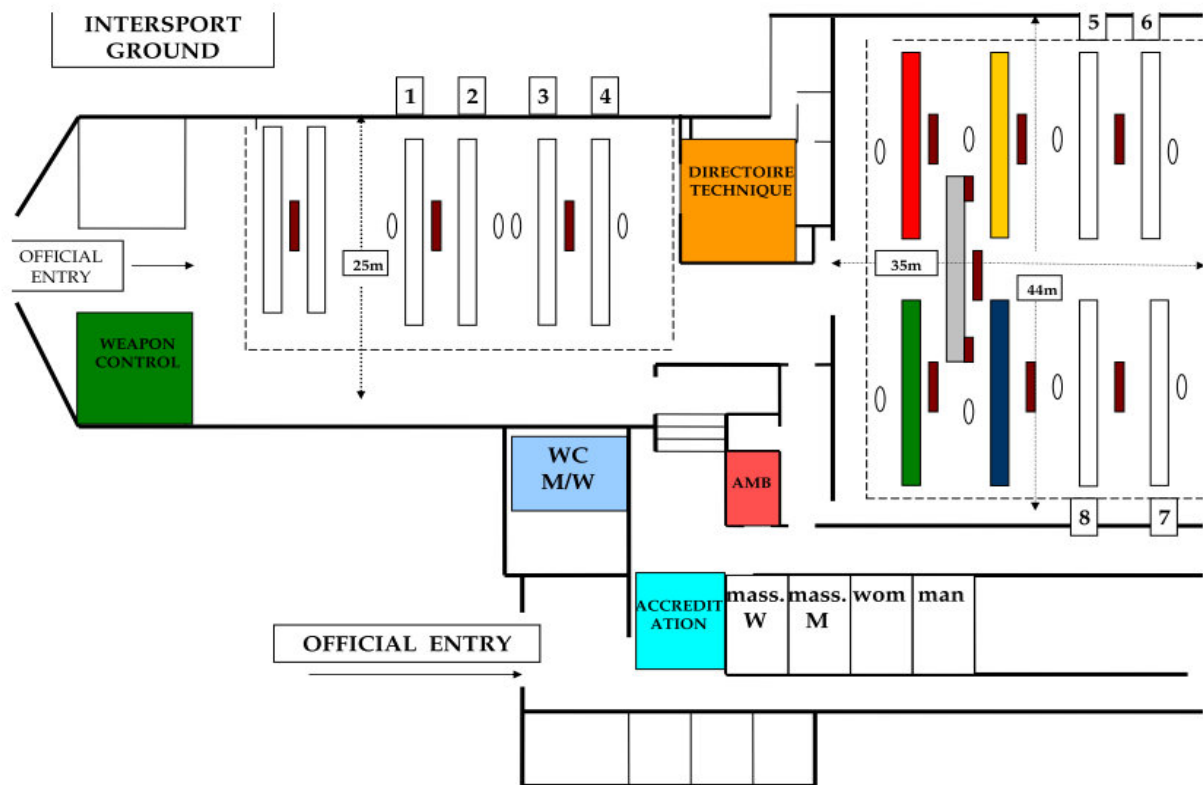 INTERSPORT
GROUND
5
6
1
2
3
4
DIRECTOIRE
TECHNIQUE
OFFICIAL
ENTRY
25m
35m
44m
WEAPON
CONTROL
WC
M/W
AMB
8
7
ACCREDIT
ATION
mass.
W
mass.
M
wom
man
OFFICIAL ENTRY